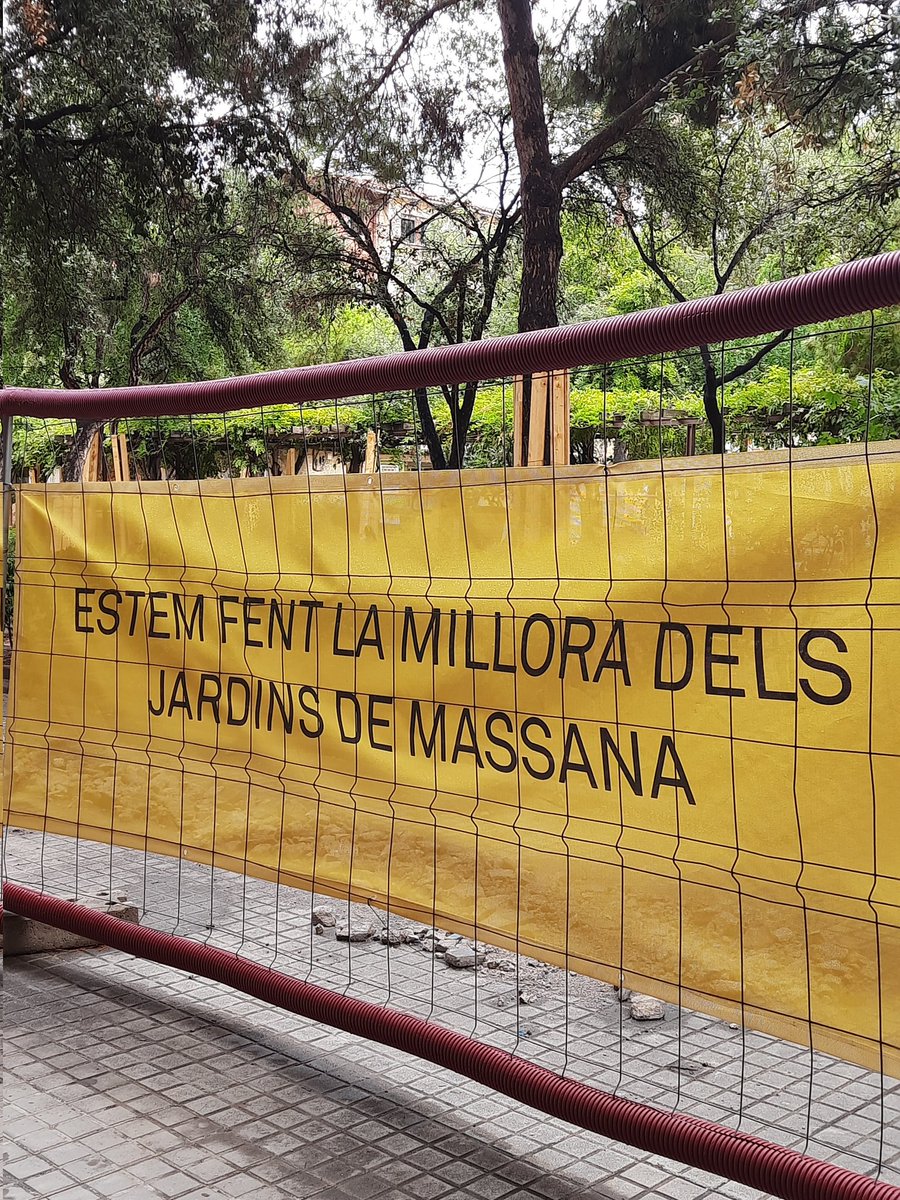 ESTEM FENT LA MILLORA DELS
JARDINS DE MASSANA